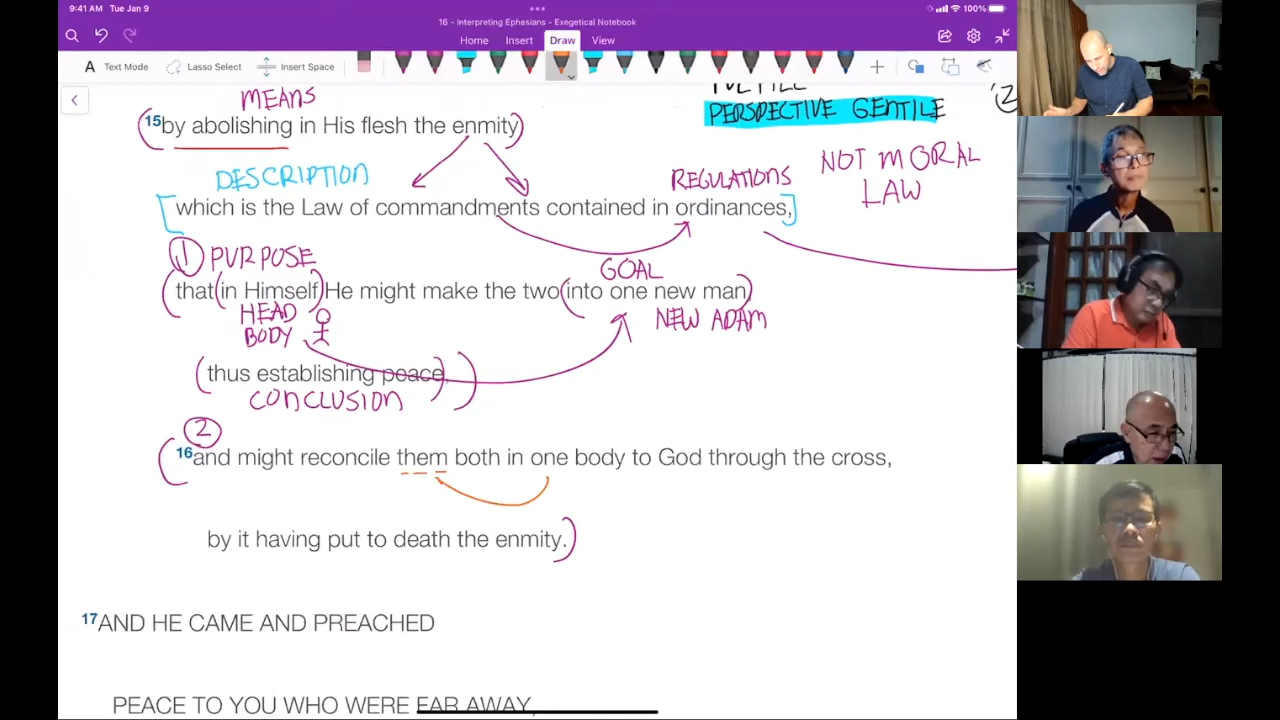 9:41 AM Tue Jan 9
100%
16 - Interpreting Ephesians - Exegetical Notebook
Home Insert Draw View
A Text Mode Lasso Select Insert Space
MEANS
PERSPECTIVE GENTILE
(2
(15by abolishing in His flesh the enmity)
NOT MORAL
LAW
DESCRIPTION
REGULATIONS
[which is the Law of commandments contained in ordinances,]
① PURPOSE
GOAL
(that (in Himself) He might make the two (into one new man)
HEAD
BODY
NEW ADAM
(thus establishing peace,))
CONCLUSION
②
(16and might reconcile them both in one body to God through the cross,
by it having put to death the enmity.)
17AND HE CAME AND PREACHED
PEACE TO YOU WHO WERE FAR AWAY,